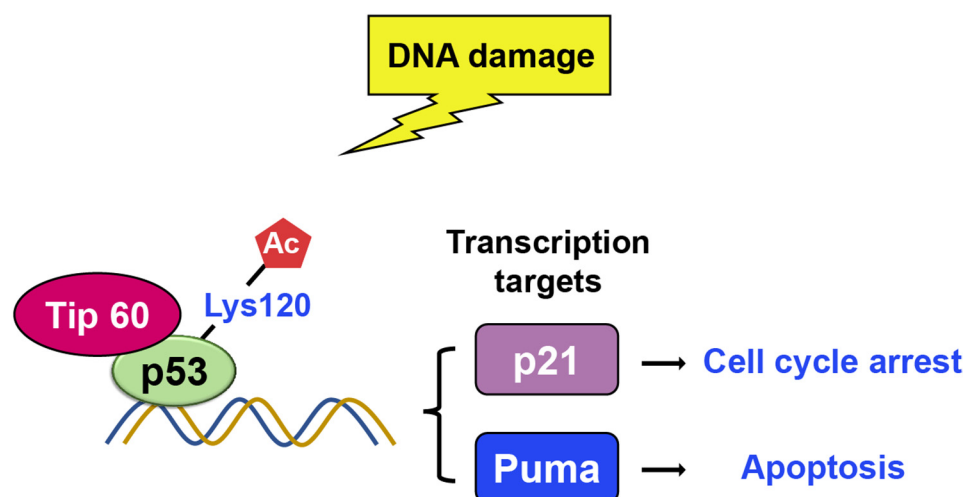 DNA damage
Ac
Lys120
Tip 60
p53
Transcription
targets
p21
Cell cycle arrest
Puma
Apoptosis